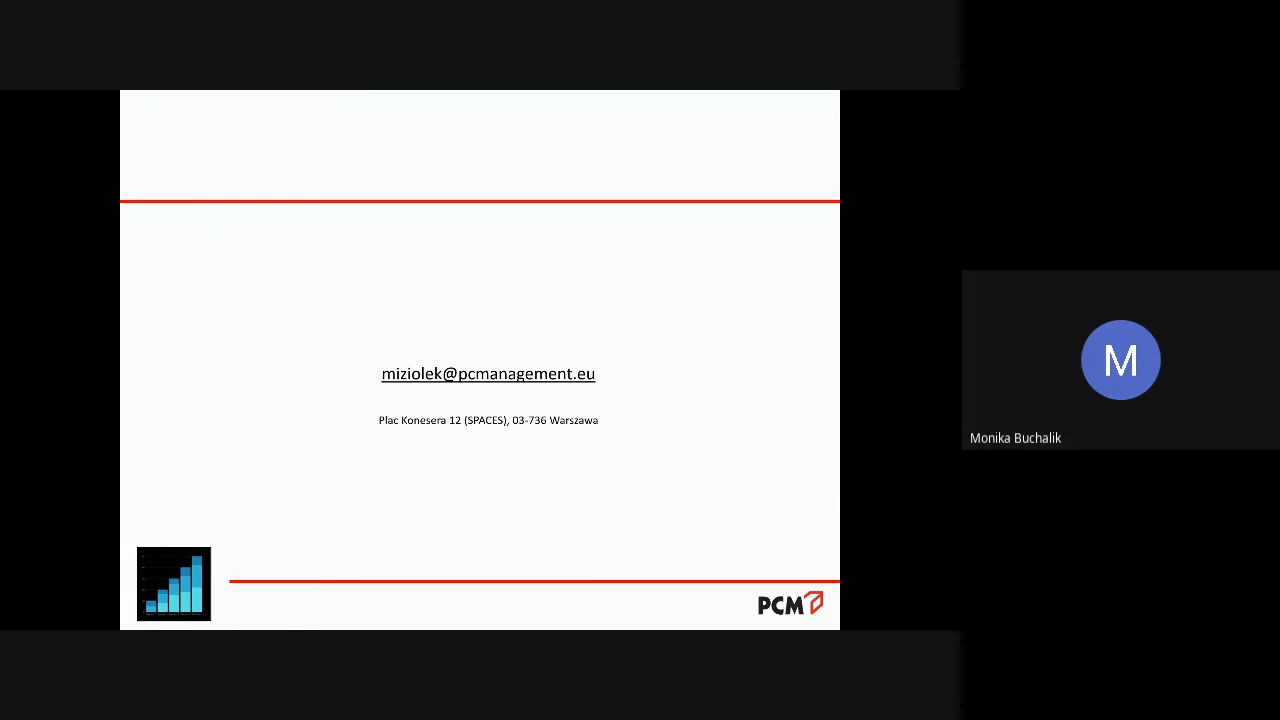 miziolek@pcmanagement.eu
Plac Konesera 12 (SPACES), 03-736 Warszawa
PCM
M
Monika Buchalik